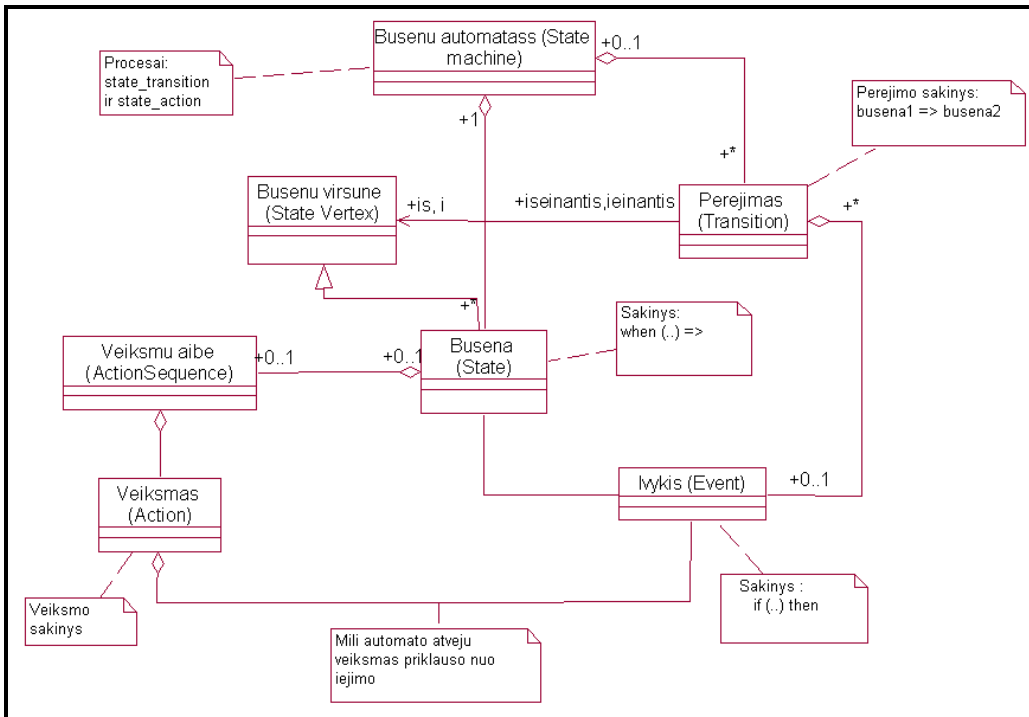 Busenu automatass (State
machine)
+0..1
Procesai:
state_transition
ir state_action
Perejimo sakinys:
busena1 => busena2
+1
+*
Busenu virsune
(State Vertex)
+is, i
+iseinantis,ieinantis
Perejimas
(Transition)
+*
+*
Sakinys:
when (..) =>
Veiksmu aibe
(ActionSequence)
+0..1
+0..1
Busena
(State)
Veiksmas
(Action)
Ivykis (Event)
+0..1
Veiksmo
sakinys
Sakinys :
if (..) then
Mili automato atveju
veiksmas priklauso nuo
iejimo